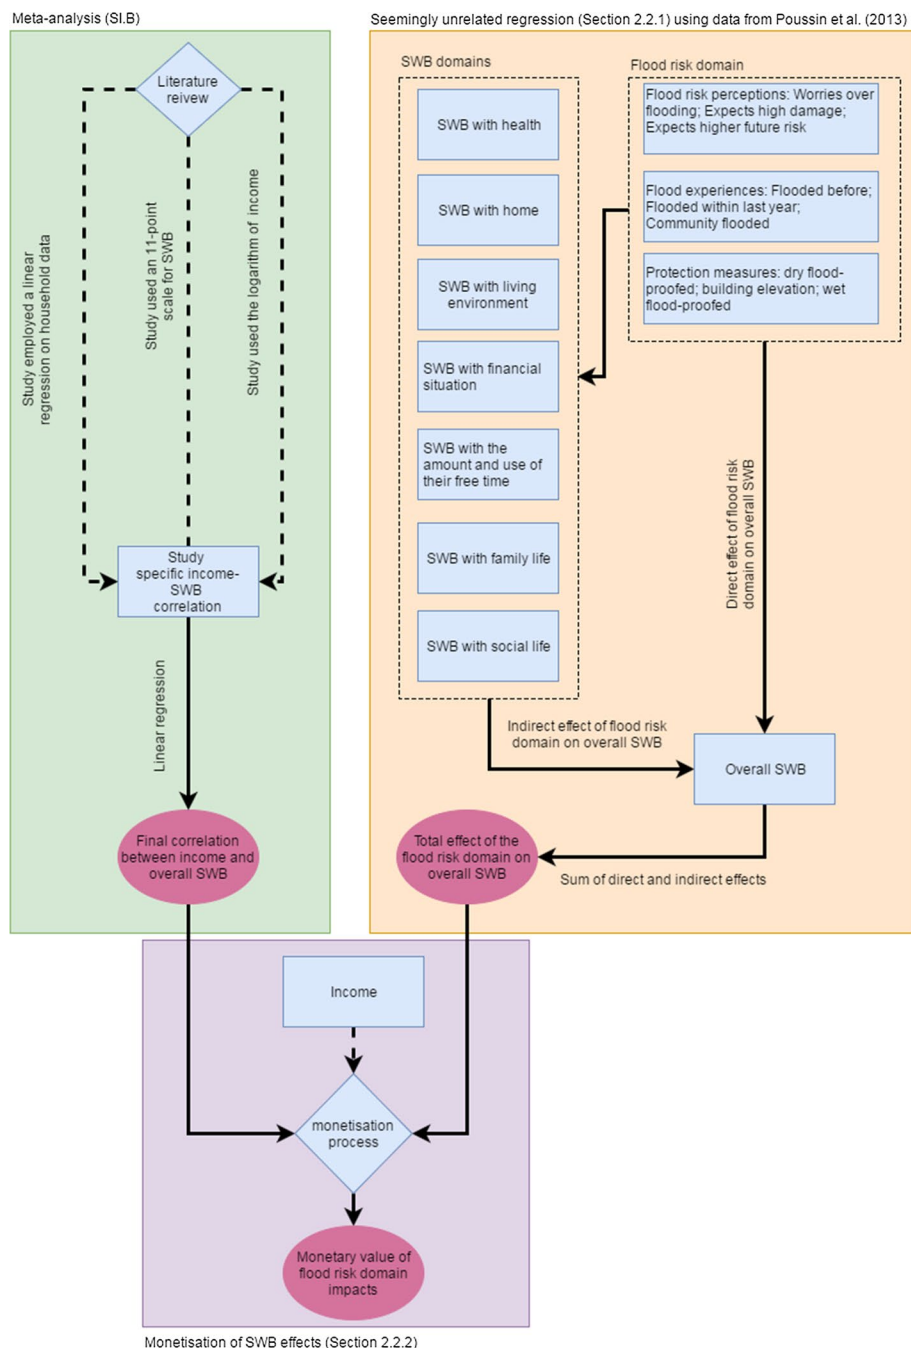 Meta-analysis (SI.B)
Literature
reivew
Study employed a linear
regression on household data
Study used an 11-point
scale for SWB
Study used the logarithm of income
Study
specific income-
SWB
correlation
Linear regression
Final correlation
between income and
overall SWB
Seemingly unrelated regression (Section 2.2.1) using data from Poussin et al. (2013)
SWB domains
SWB with health
SWB with home
SWB with living
environment
SWB with financial
situation
SWB with the
amount and use of
their free time
SWB with family life
SWB with social life
Flood risk domain
Flood risk perceptions: Worries over
flooding; Expects high damage;
Expects higher future risk
Flood experiences: Flooded before;
Flooded within last year;
Community flooded
Protection measures: dry flood-
proofed; building elevation; wet
flood-proofed
Direct effect of flood risk
domain on overall SWB
Indirect effect of flood risk
domain on overall SWB
Overall SWB
Total effect of the
flood risk domain on
overall SWB
Sum of direct and indirect effects
Income
monetisation
process
Monetary value of
flood risk domain
impacts
Monetisation of SWB effects (Section 2.2.2)